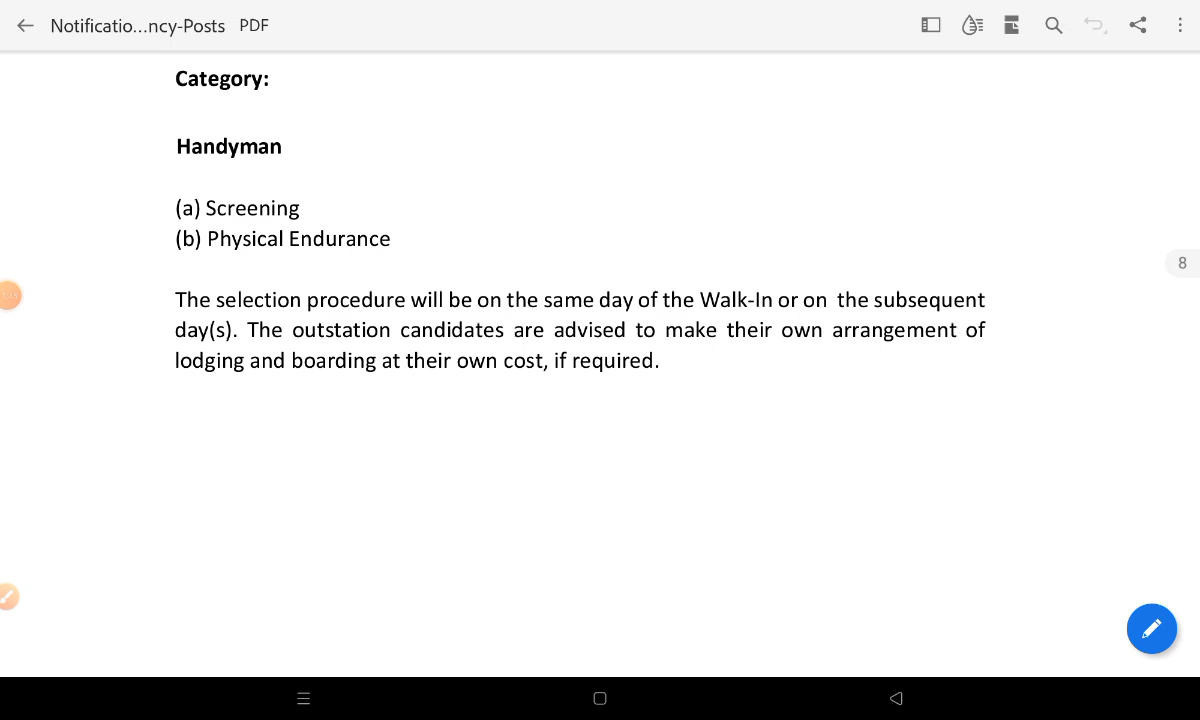 Notificatio...ncy-Posts PDF
Category:
Handyman
(a) Screening
(b) Physical Endurance
8
The selection procedure will be on the same day of the Walk-In or on the subsequent
day(s). The outstation candidates are advised to make their own arrangement of
lodging and boarding at their own cost, if required.